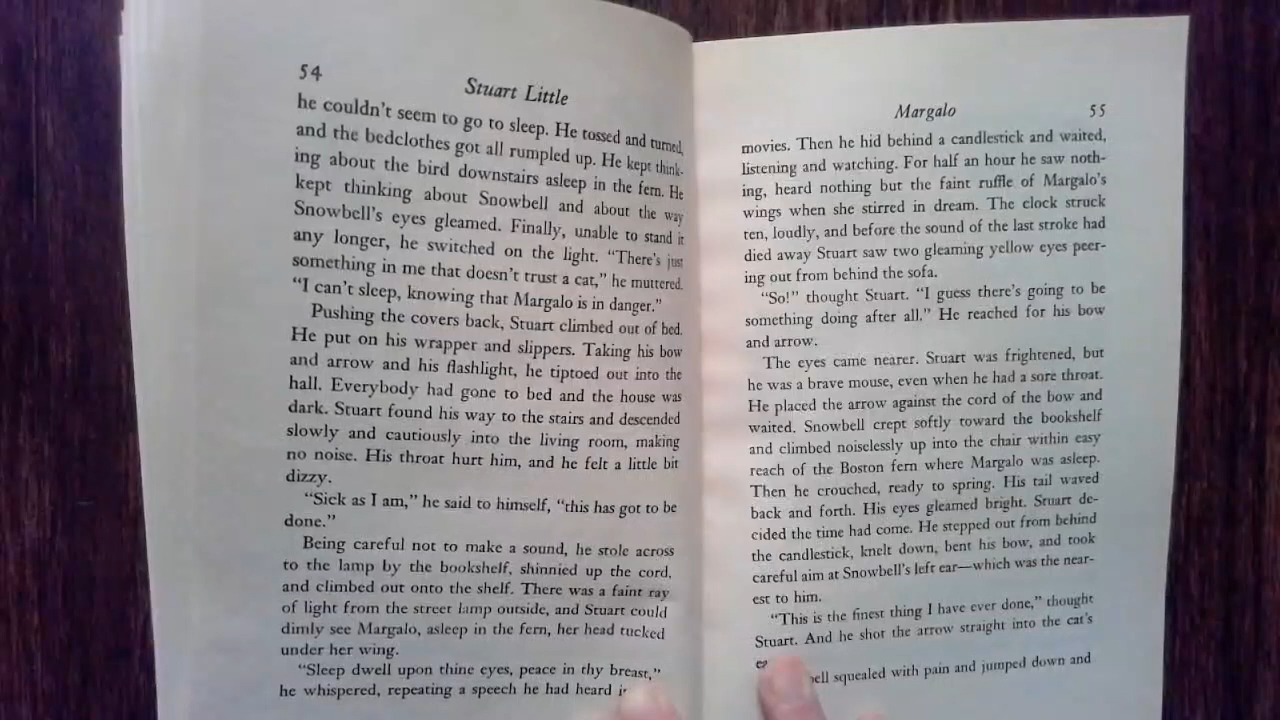 54
Stuart Little
he couldn't seem to go to sleep. He tossed and turned,
and the bedclothes got all rumpled up. He kept think-
ing about the bird downstairs asleep in the fern. He
kept thinking about Snowbell and about the way
Snowbell's eyes gleamed. Finally, unable to stand it
any longer, he switched on the light. "There's just
something in me that doesn't trust a cat," he muttered.
"I can't sleep, knowing that Margalo is in danger."
Pushing the covers back, Stuart climbed out of bed.
He put on his wrapper and slippers. Taking his bow
and arrow and his flashlight, he tiptoed out into the
hall. Everybody had gone to bed and the house was
dark. Stuart found his way to the stairs and descended
slowly and cautiously into the living room, making
no noise. His throat hurt him, and he felt a little bit
dizzy.
"Sick as I am," he said to himself, "this has got to be
done."
Being careful not to make a sound, he stole across
to the lamp by the bookshelf, shinnied up the cord,
and climbed out onto the shelf. There was a faint ray
of light from the street lamp outside, and Stuart could
dimly see Margalo, asleep in the fern, her head tucked
under her wing.
"Sleep dwell upon thine eyes, peace in thy breast,"
he whispered, repeating a speech he had heard
Margalo
55
movies. Then he hid behind a candlestick and waited,
listening and watching. For half an hour he saw noth-
ing, heard nothing but the faint ruffle of Margalo's
wings when she stirred in dream. The clock struck
ten, loudly, and before the sound of the last stroke had
died away Stuart saw two gleaming yellow eyes peer-
ing out from behind the sofa.
"So!" thought Stuart. "I guess there's going to be
something doing after all." He reached for his bow
and arrow.
The eyes came nearer. Stuart was frightened, but
he was a brave mouse, even when he had a sore throat.
He placed the arrow against the cord of the bow and
waited. Snowbell crept softly toward the bookshelf
and climbed noiselessly up into the chair within easy
reach of the Boston fern where Margalo was asleep.
Then he crouched, ready to spring. His tail waved
back and forth. His eyes gleamed bright. Stuart de-
cided the time had come. He stepped out from behind
the candlestick, knelt down, bent his bow, and took
careful aim at Snowbell's left ear—which was the near-
est to him.
"This is the finest thing I have ever done," thought
Stuart. And he shot the arrow straight into the cat's
squealed with pain and jumped down and